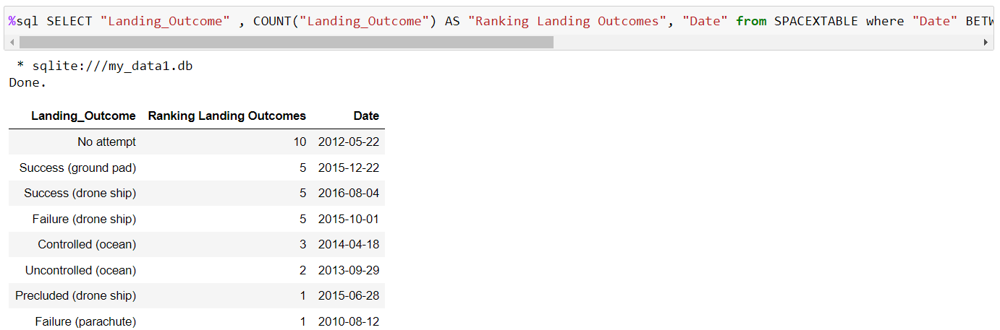 %sql SELECT "Landing_Outcome" , COUNT("Landing_Outcome") AS "Ranking Landing Outcomes", "Date" from SPACEXTABLE where "Date" BETW
* sqlite:///my_data1.db
Done.
Landing_Outcome Ranking Landing Outcomes Date
No attempt 10 2012-05-22
Success (ground pad) 5 2015-12-22
Success (drone ship) 5 2016-08-04
Failure (drone ship) 5 2015-10-01
Controlled (ocean) 3 2014-04-18
Uncontrolled (ocean) 2 2013-09-29
Precluded (drone ship) 1 2015-06-28
Failure (parachute) 1 2010-08-12